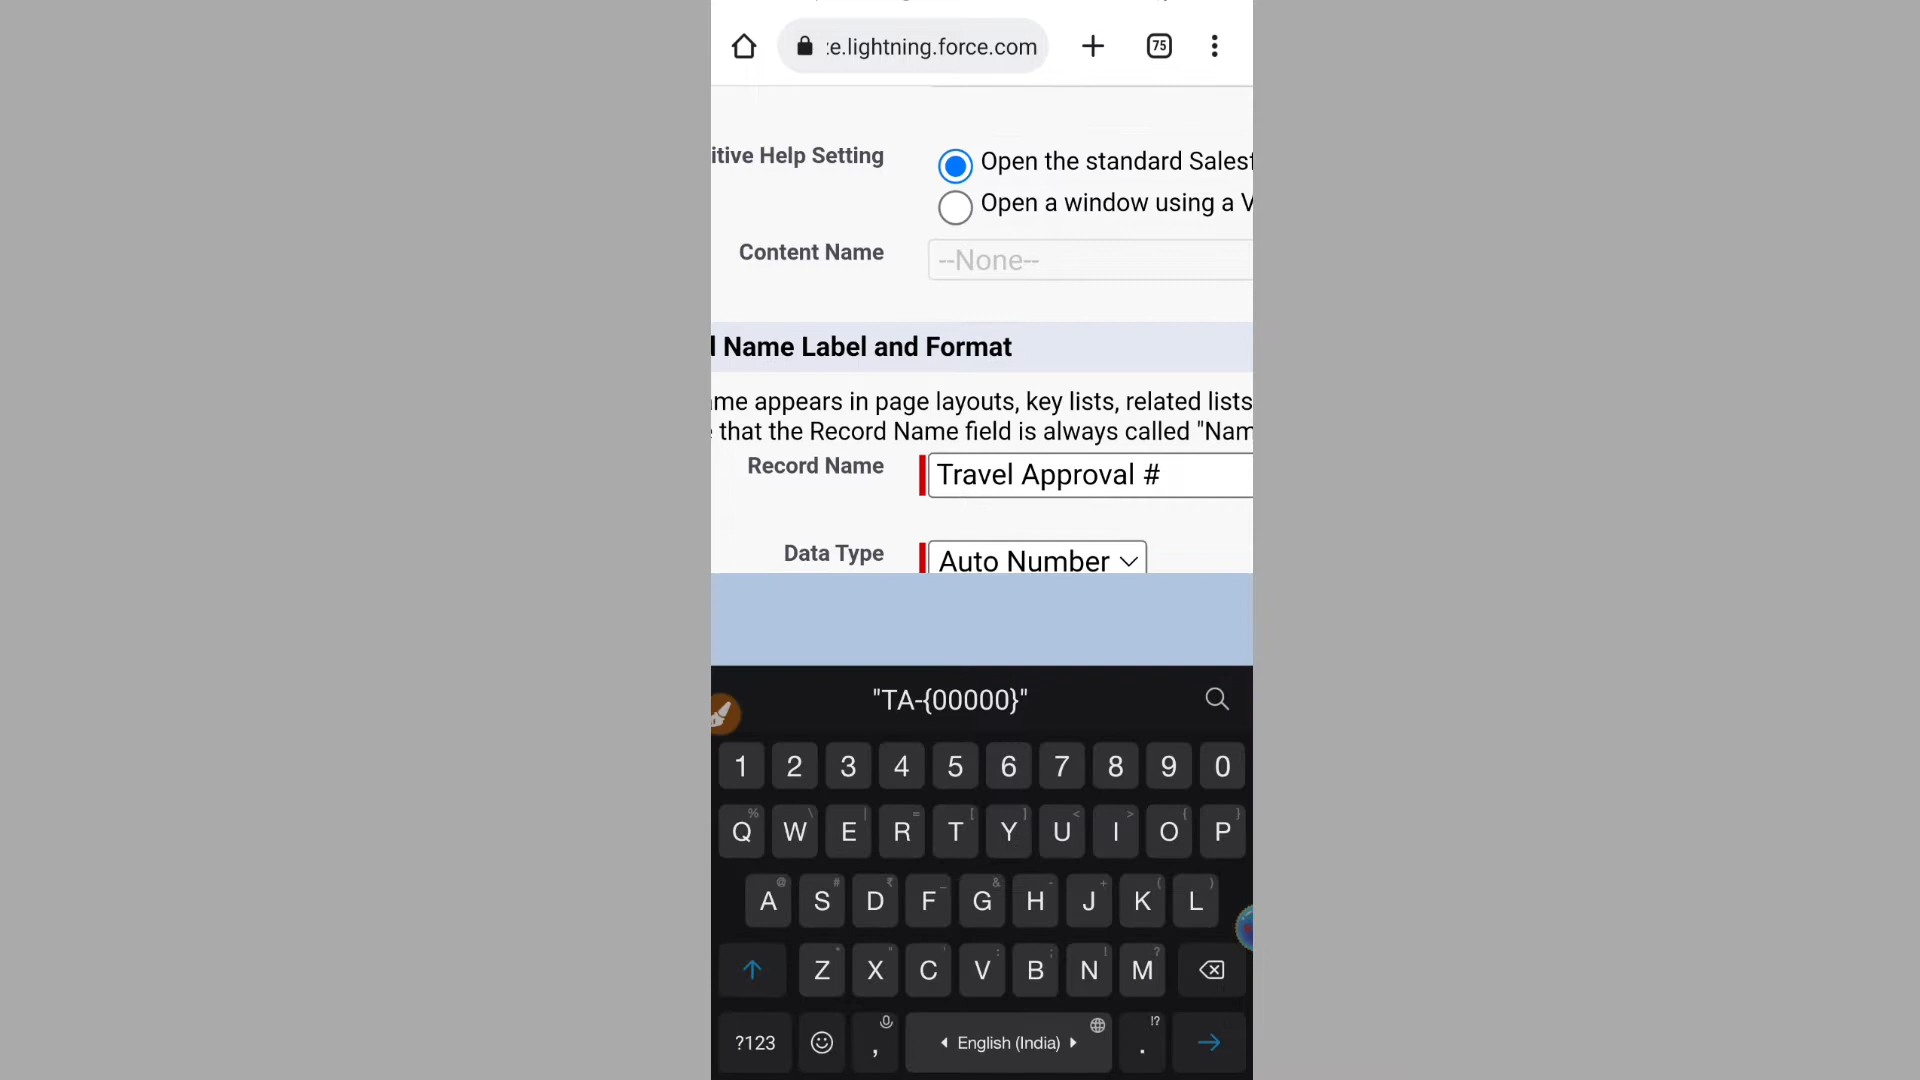 :e.lightning.force.com
75
itive Help Setting
Open the standard Salesf
Open a window using a V
Content Name
--None--
d Name Label and Format
ame appears in page layouts, key lists, related lists
e that the Record Name field is always called "Nam
Record Name
Travel Approval #
Data Type
Auto Number
"TA-{00000}"
1 2 3 4 5 6 7 8 9 0
% \ | = [ ] < > { }
Q W E R T Y U I O P
@ # ₹ _ & - + ( )
A S D F G H J K L
* " ' : ; ! ?
Z X C V B N M
!?
?123 , English (India) .